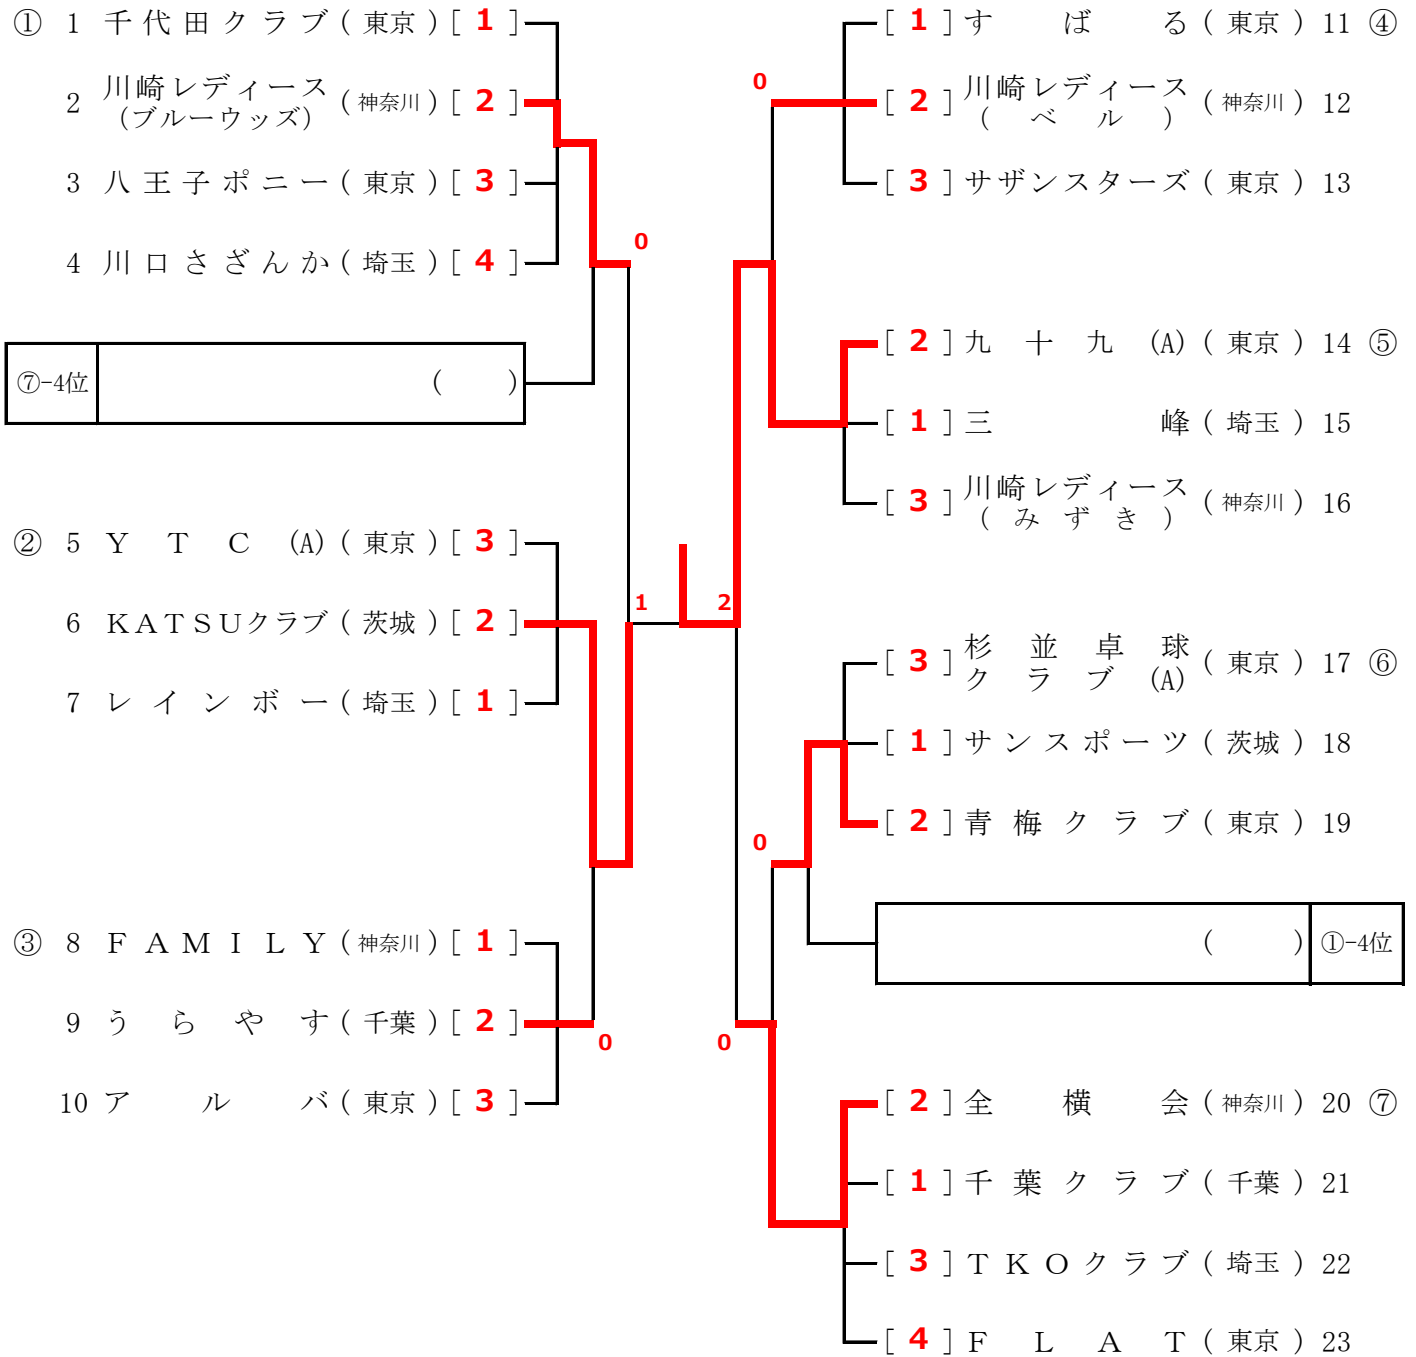 ① 1 千代田クラブ ( 東京 ) [ 1 ]
2 川崎レディース (ブルーウッズ) ( 神奈川 ) [ 2 ]
3 八王子ポニー ( 東京 ) [ 3 ]
4 川口さざんか ( 埼玉 ) [ 4 ]
0
⑦-4位 ( )
② 5 ＹＴＣ (A) ( 東京 ) [ 3 ]
6 ＫＡＴＳＵクラブ ( 茨城 ) [ 2 ]
7 レインボー ( 埼玉 ) [ 1 ]
1
③ 8 ＦＡＭＩＬＹ ( 神奈川 ) [ 1 ]
9 うらやす ( 千葉 ) [ 2 ]
0
10 アルバ ( 東京 ) [ 3 ]
[ 1 ] すばる ( 東京 ) 11 ④
0
[ 2 ] 川崎レディース ( ベル ) ( 神奈川 ) 12
[ 3 ] サザンスターズ ( 東京 ) 13
[ 2 ] 九十九 (A) ( 東京 ) 14 ⑤
[ 1 ] 三峰 ( 埼玉 ) 15
[ 3 ] 川崎レディース ( みずき ) ( 神奈川 ) 16
2
[ 3 ] 杉並卓球クラブ (A) ( 東京 ) 17 ⑥
[ 1 ] サンスポーツ ( 茨城 ) 18
[ 2 ] 青梅クラブ ( 東京 ) 19
0
( ) ①-4位
0
[ 2 ] 全横会 ( 神奈川 ) 20 ⑦
[ 1 ] 千葉クラブ ( 千葉 ) 21
[ 3 ] ＴＫＯクラブ ( 埼玉 ) 22
[ 4 ] ＦＬＡＴ ( 東京 ) 23